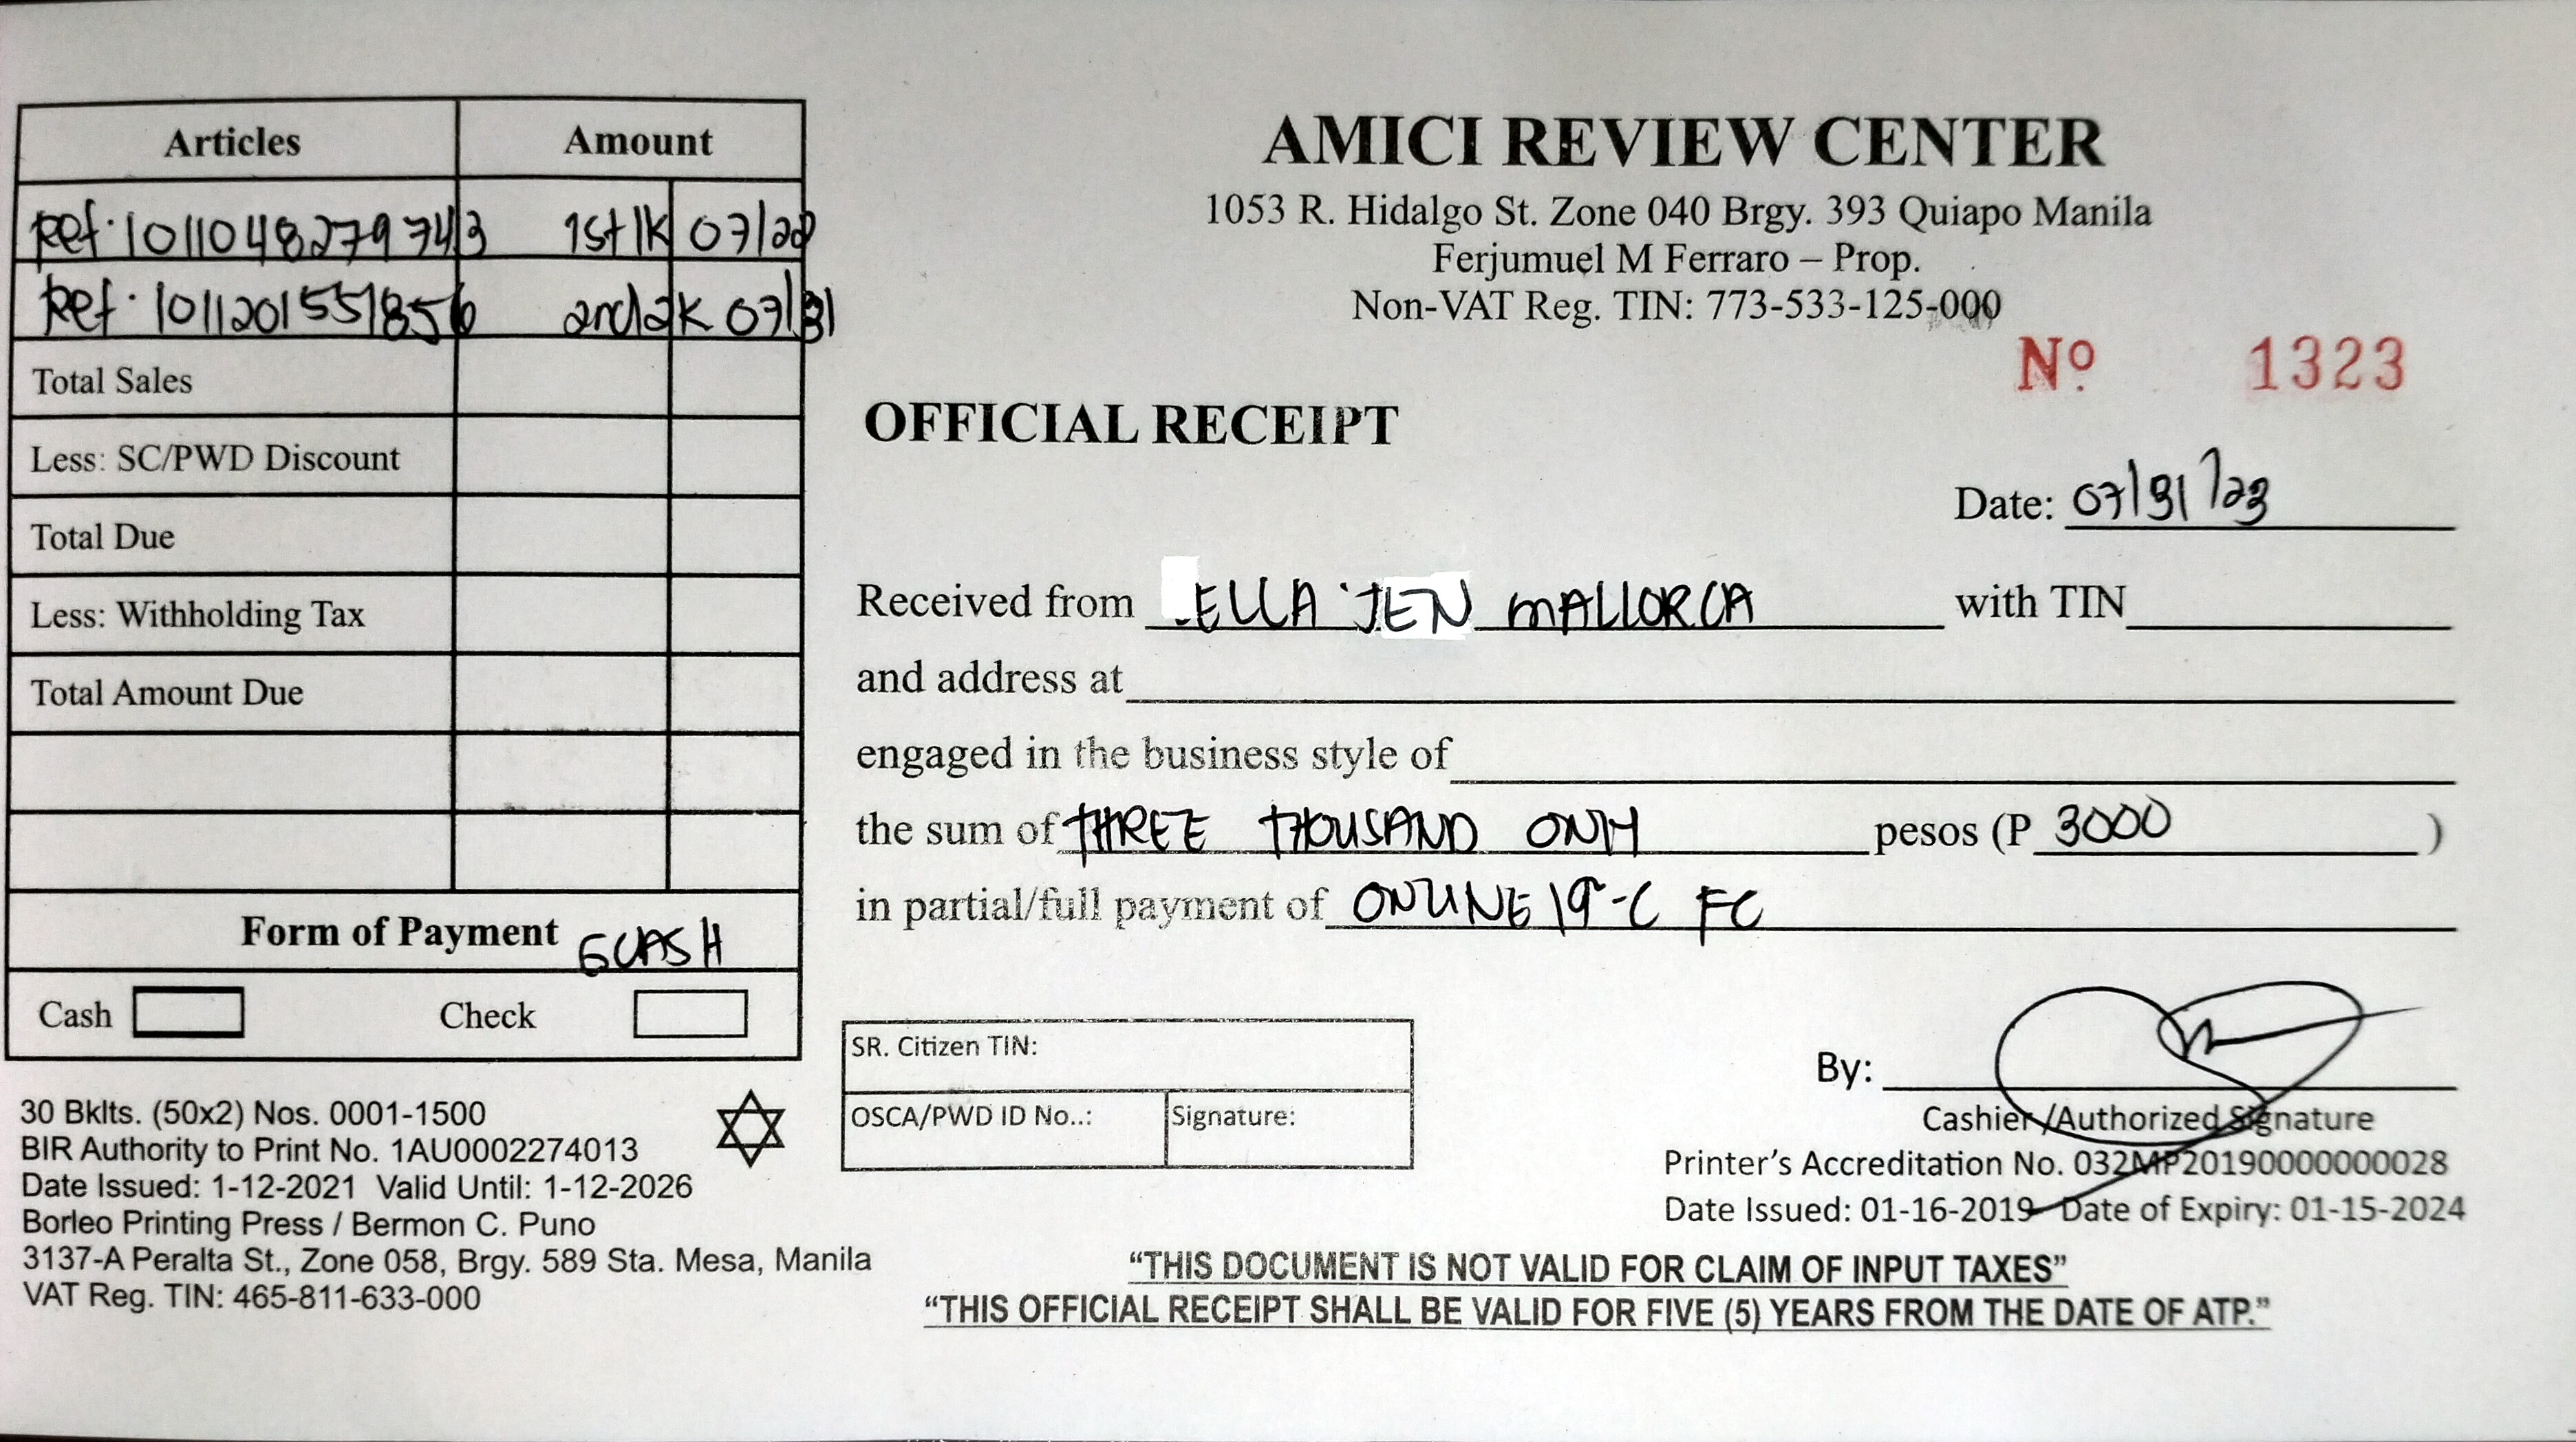 Articles Amount
Ref. 1011048279743 1st 1k 07/28
Ref. 1011201551856 2nd 2k 07/31
Total Sales
Less: SC/PWD Discount
Total Due
Less: Withholding Tax
Total Amount Due
Form of Payment GCASH
Cash Check
30 Bklts. (50x2) Nos. 0001-1500
BIR Authority to Print No. 1AU0002274013
Date Issued: 1-12-2021 Valid Until: 1-12-2026
Borleo Printing Press / Bermon C. Puno
3137-A Peralta St., Zone 058, Brgy. 589 Sta. Mesa, Manila
VAT Reg. TIN: 465-811-633-000
AMICI REVIEW CENTER
1053 R. Hidalgo St. Zone 040 Brgy. 393 Quiapo Manila
Ferjumuel M Ferraro – Prop.
Non-VAT Reg. TIN: 773-533-125-000
Nº 1323
OFFICIAL RECEIPT
Date: 07/31/23
Received from ELLA JEN MALLORCA with TIN
and address at
engaged in the business style of
the sum of THREE THOUSAND ONLY pesos (P 3000 )
in partial/full payment of ONLINE 19-C FC
SR. Citizen TIN:
OSCA/PWD ID No..: Signature:
By:
Cashier /Authorized Signature
Printer's Accreditation No. 032MP20190000000028
Date Issued: 01-16-2019 Date of Expiry: 01-15-2024
“THIS DOCUMENT IS NOT VALID FOR CLAIM OF INPUT TAXES”
“THIS OFFICIAL RECEIPT SHALL BE VALID FOR FIVE (5) YEARS FROM THE DATE OF ATP.”